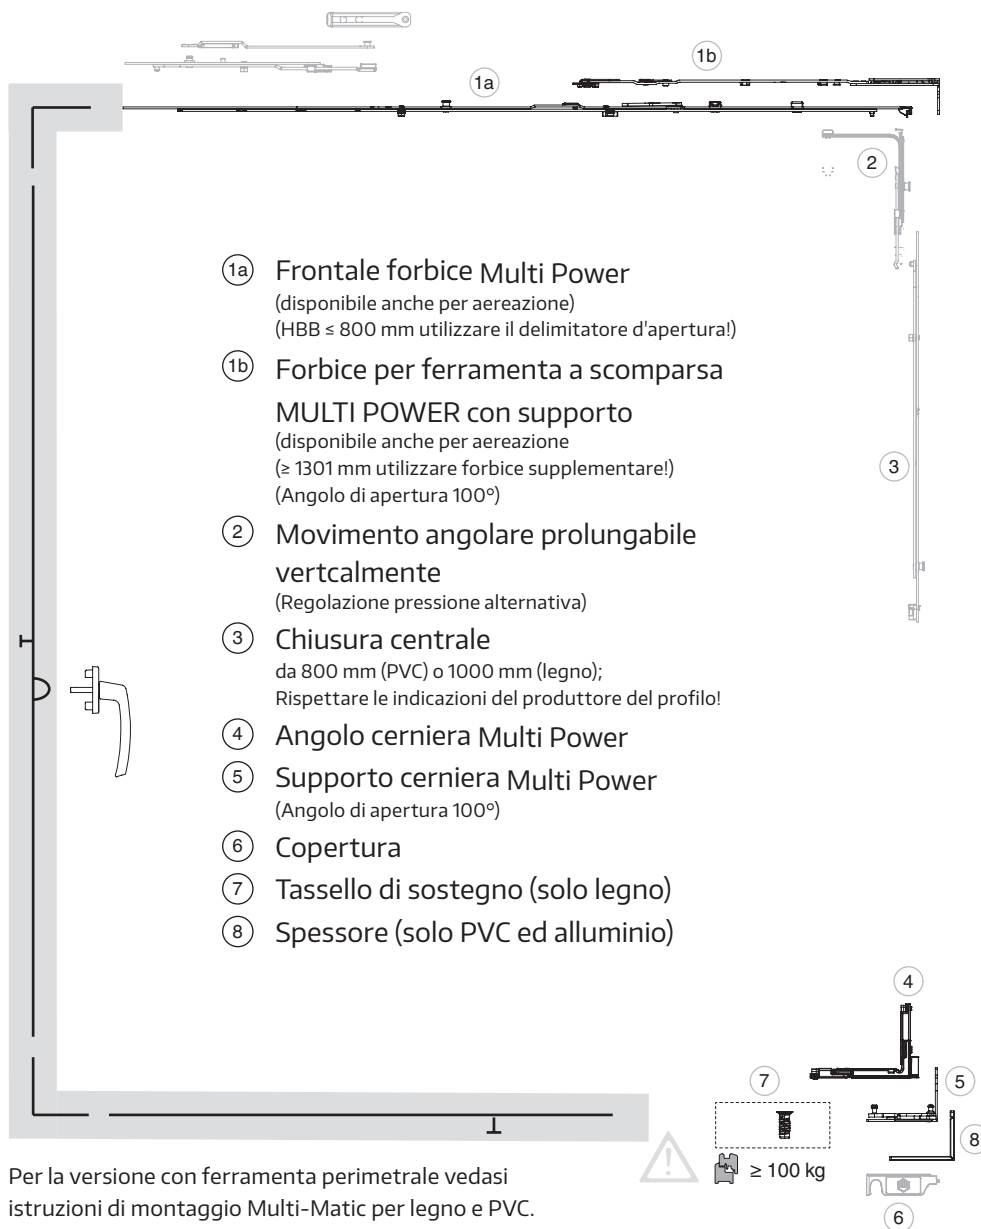 1a
1b
2
3
1a Frontale forbice Multi Power
(disponibile anche per aereazione)
(HBB ≤ 800 mm utilizzare il delimitatore d'apertura!)
1b Forbice per ferramenta a scomparsa
MULTI POWER con supporto
(disponibile anche per aereazione
(≥ 1301 mm utilizzare forbice supplementare!)
(Angolo di apertura 100°)
2 Movimento angolare prolungabile
vertcalmente
(Regolazione pressione alternativa)
3 Chiusura centrale
da 800 mm (PVC) o 1000 mm (legno);
Rispettare le indicazioni del produttore del profilo!
4 Angolo cerniera Multi Power
5 Supporto cerniera Multi Power
(Angolo di apertura 100°)
6 Copertura
7 Tassello di sostegno (solo legno)
8 Spessore (solo PVC ed alluminio)
4
7
5
8
≥ 100 kg
6
Per la versione con ferramenta perimetrale vedasi
istruzioni di montaggio Multi-Matic per legno e PVC.